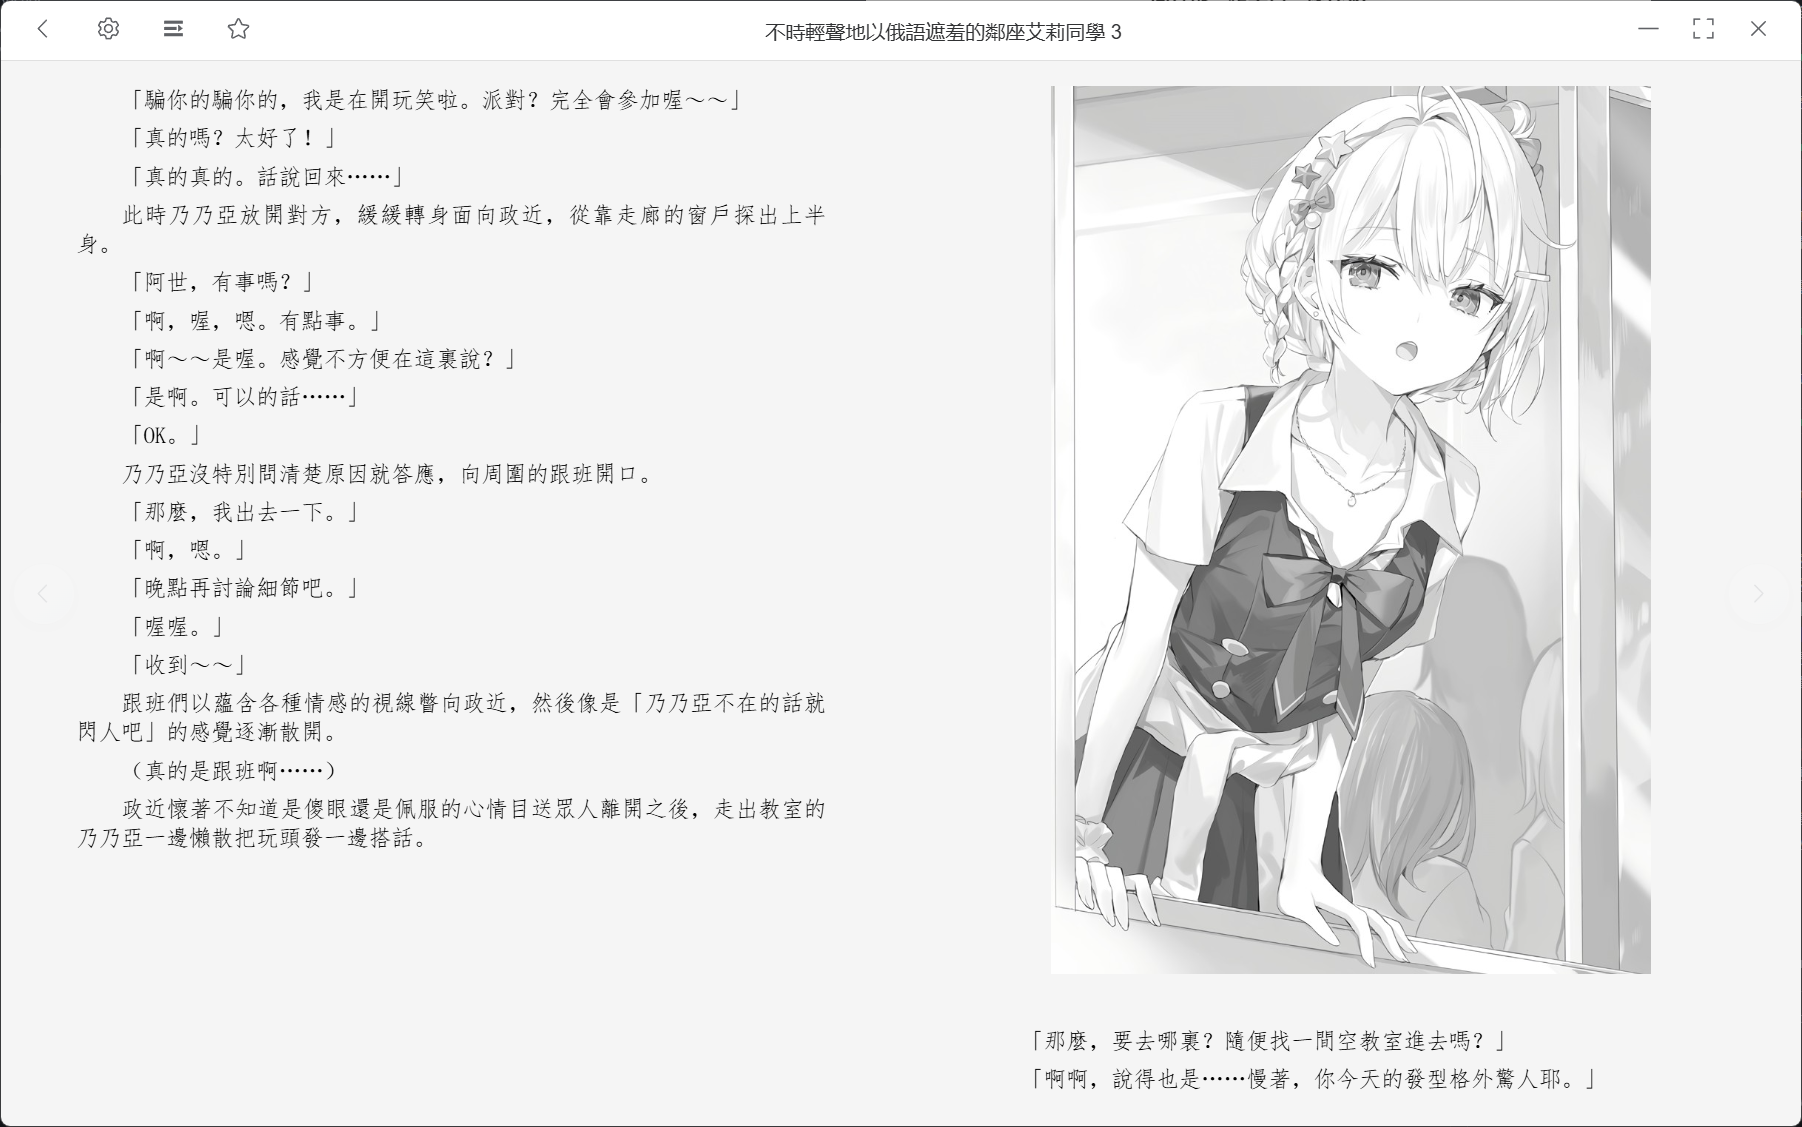 不時輕聲地以俄語遮羞的鄰座艾莉同學 3
「騙你的騙你的，我是在開玩笑啦。派對？完全會參加喔～～」
「真的嗎？太好了！」
「真的真的。話說回來……」
此時乃乃亞放開對方，緩緩轉身面向政近，從靠走廊的窗戶探出上半
身。
「阿世，有事嗎？」
「啊，喔，嗯。有點事。」
「啊～～是喔。感覺不方便在這裏說？」
「是啊。可以的話……」
「OK。」
乃乃亞沒特別問清楚原因就答應，向周圍的跟班開口。
「那麼，我出去一下。」
「啊，嗯。」
「晚點再討論細節吧。」
「喔喔。」
「收到～～」
跟班們以蘊含各種情感的視線瞥向政近，然後像是「乃乃亞不在的話就
閃人吧」的感覺逐漸散開。
（真的是跟班啊……）
政近懷著不知道是傻眼還是佩服的心情目送眾人離開之後，走出教室的
乃乃亞一邊懶散把玩頭發一邊搭話。
「那麼，要去哪裏？隨便找一間空教室進去嗎？」
「啊啊，說得也是……慢著，你今天的發型格外驚人耶。」